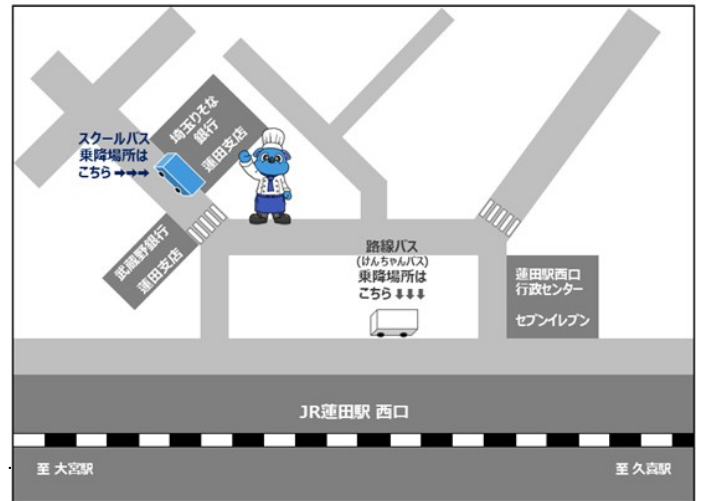 埼玉りそな
銀行
蓮田支店
スクールバス
乗降場所は
こちら ➡➡➡
武蔵野銀行
蓮田支店
路線バス
(けんちゃんバス)
乗降場所は
こちら ⬇⬇⬇
蓮田駅西口
行政センター
セブンイレブン
JR蓮田駅 西口
至 大宮駅
至 久喜駅